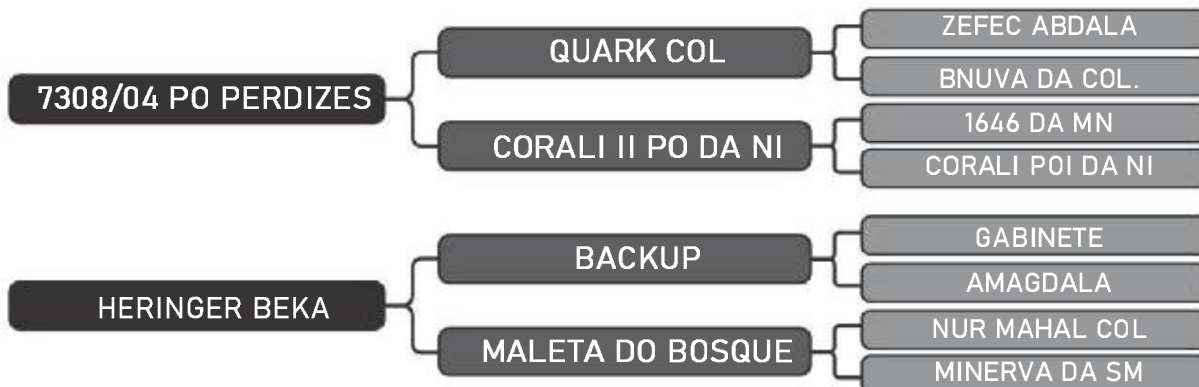 ZEFEC ABDALA
QUARK COL
BNUVA DA COL.
7308/04 PO PERDIZES
1646 DA MN
CORALI II PO DA NI
CORALI POI DA NI
GABINETE
BACKUP
AMAGDALA
HERINGER BEKA
NUR MAHAL COL
MALETA DO BOSQUE
MINERVA DA SM